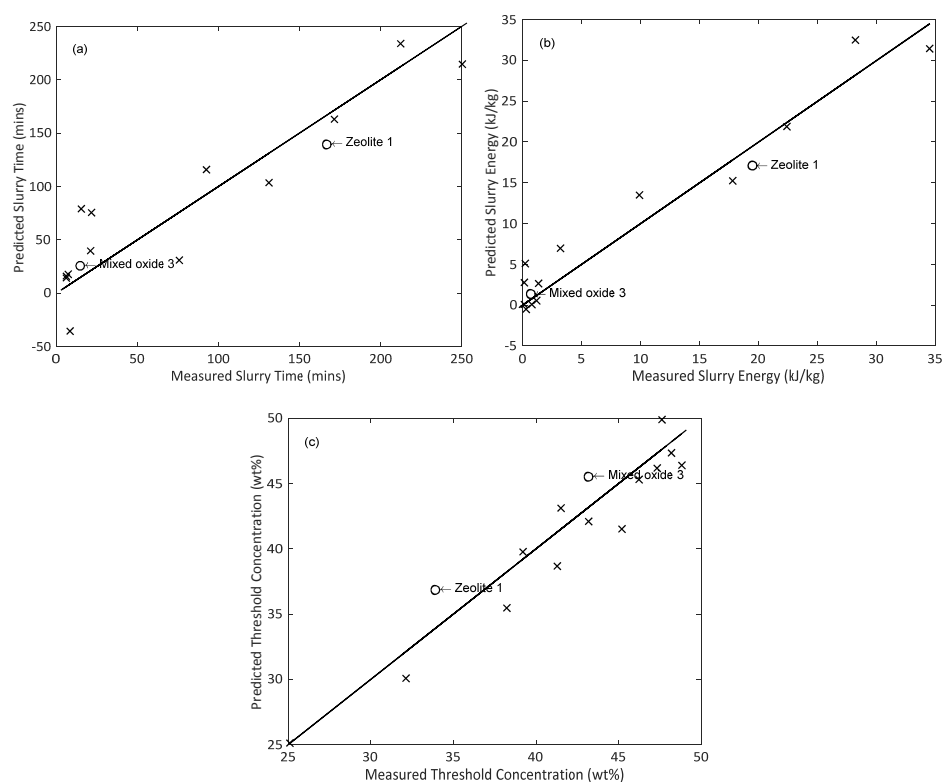 (a)
250
200
150
100
50
0
-50
Predicted Slurry Time (mins)
Zeolite 1
Mixed oxide 3
0 50 100 150 200 250
Measured Slurry Time (mins)
(b)
35
30
25
20
15
10
5
0
-5
Predicted Slurry Energy (kJ/kg)
Zeolite 1
Mixed oxide 3
0 5 10 15 20 25 30 35
Measured Slurry Energy (kJ/kg)
(c)
50
45
40
35
30
25
Predicted Threshold Concentration (wt%)
Mixed oxide 3
Zeolite 1
25 30 35 40 45 50
Measured Threshold Concentration (wt%)